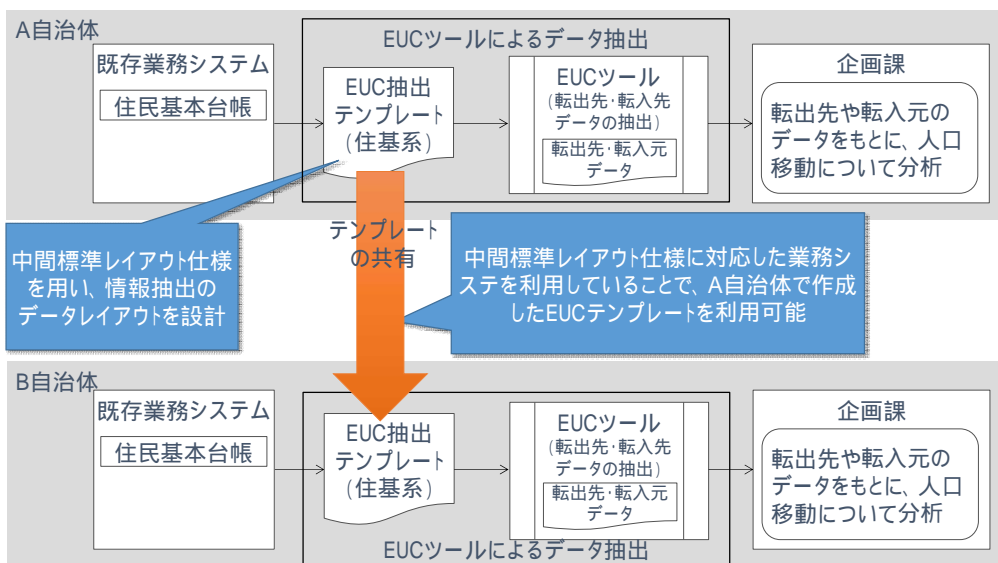 A自治体
EUCツールによるデータ抽出
既存業務システム
住民基本台帳
EUC抽出
テンプレート
(住基系)
EUCツール
(転出先・転入先
データの抽出)
転出先・転入元
データ
企画課
転出先や転入元の
データをもとに、人口
移動について分析
中間標準レイアウト仕様
を用い、情報抽出の
データレイアウトを設計
テンプレート
の共有
中間標準レイアウト仕様に対応した業務シ
ステを利用していることで、A自治体で作成
したEUCテンプレートを利用可能
B自治体
既存業務システム
住民基本台帳
EUC抽出
テンプレート
(住基系)
EUCツール
(転出先・転入先
データの抽出)
転出先・転入元
データ
企画課
転出先や転入元の
データをもとに、人口
移動について分析
EUCツールによるデータ抽出